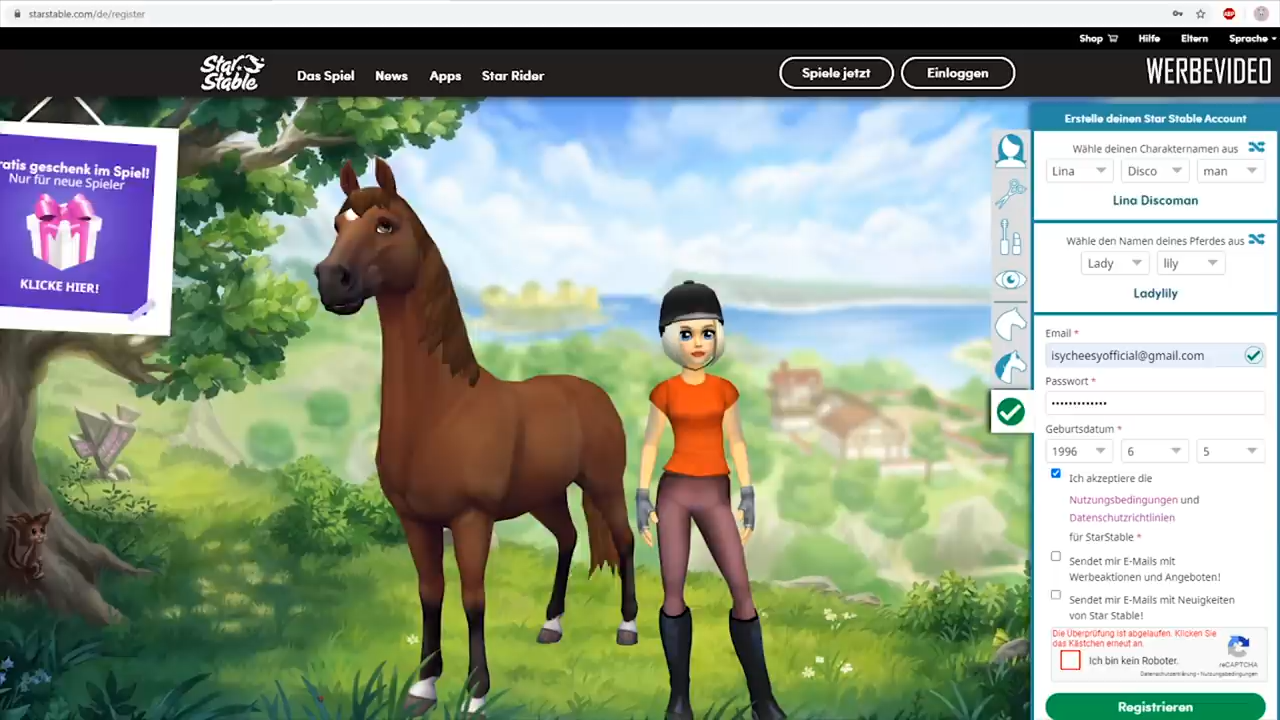 starstable.com/de/register
ABP
Shop
Hilfe
Eltern
Sprache
Star
Stable
Das Spiel
News
Apps
Star Rider
Spiele jetzt
Einloggen
WERBEVIDEO
ratis geschenk im Spiel!
Nur für neue Spieler
KLICKE HIER!
Erstelle deinen Star Stable Account
Wähle deinen Charakternamen aus
Lina
Disco
man
Lina Discoman
Wähle den Namen deines Pferdes aus
Lady
lily
Ladylily
Email *
isycheesyofficial@gmail.com
Passwort *
•••••••••••••
Geburtsdatum *
1996
6
5
Ich akzeptiere die
Nutzungsbedingungen und
Datenschutzrichtlinien
für StarStable *
Sendet mir E-Mails mit
Werbeaktionen und Angeboten!
Sendet mir E-Mails mit Neuigkeiten
von Star Stable!
Die Überprüfung ist abgelaufen. Klicken Sie
das Kästchen erneut an.
Ich bin kein Roboter.
reCAPTCHA
Datenschutzerklärung - Nutzungsbedingungen
Registrieren